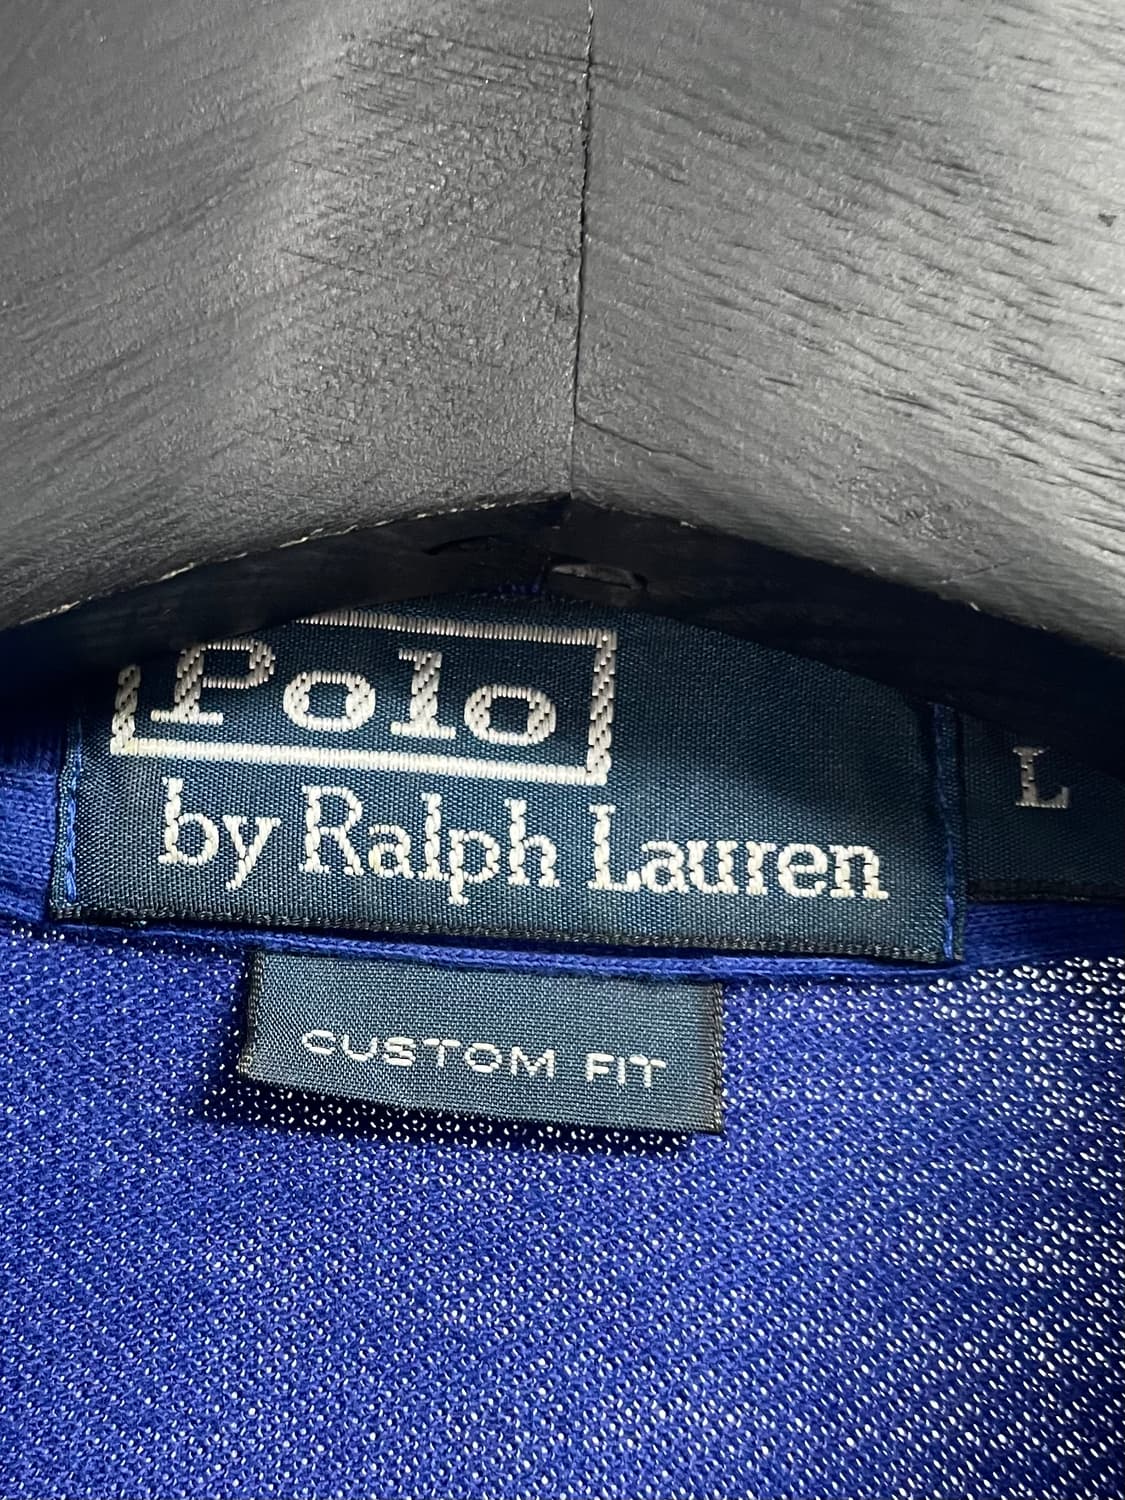 Polo
by Ralph Lauren
L
CUSTOM FIT